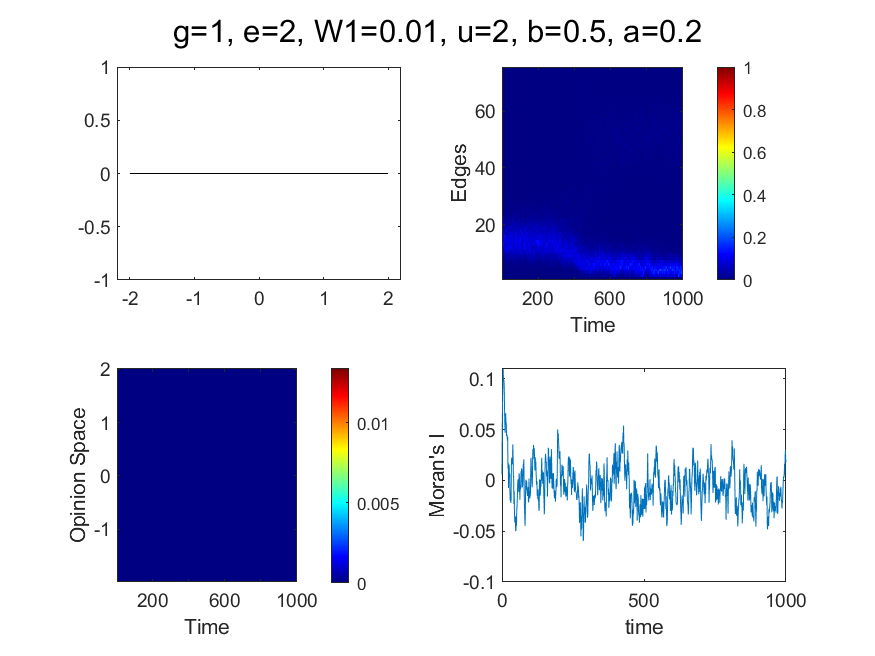 g=1, e=2, W1=0.01, u=2, b=0.5, a=0.2
1
0.5
0
-0.5
-1
-2 -1 0 1 2
Edges
60
40
20
200 600 1000
Time
1
0.8
0.6
0.4
0.2
0
Opinion Space
2
1
0
-1
200 600 1000
Time
0.01
0.005
0
Moran's I
0.1
0.05
0
-0.05
-0.1
0 500 1000
time